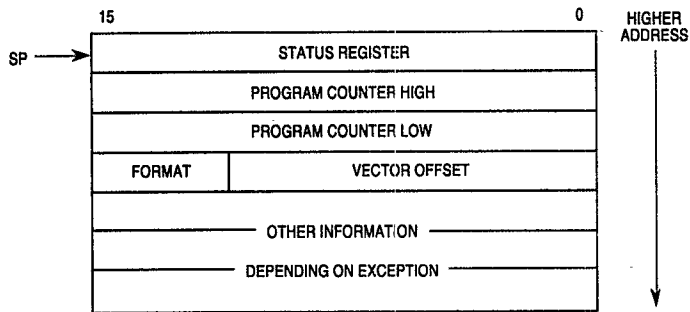 15 0 HIGHER
ADDRESS
SP STATUS REGISTER
PROGRAM COUNTER HIGH
PROGRAM COUNTER LOW
FORMAT VECTOR OFFSET
OTHER INFORMATION
DEPENDING ON EXCEPTION